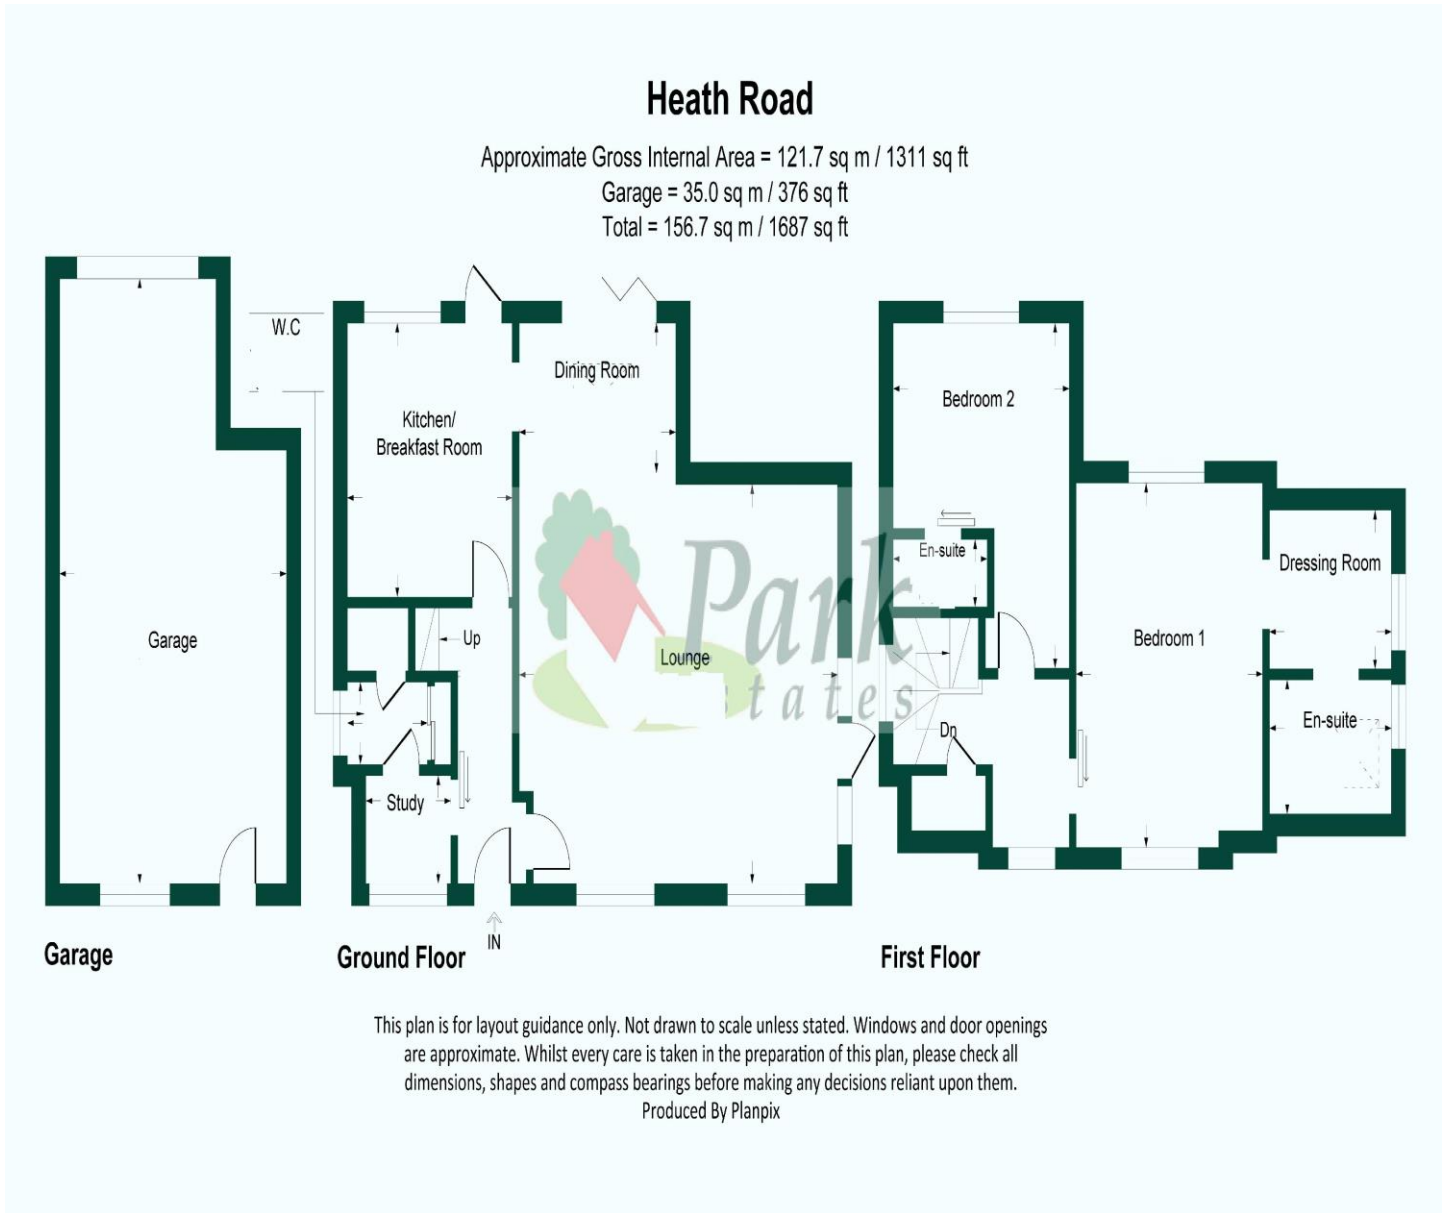 Heath Road
Approximate Gross Internal Area = 121.7 sq m / 1311 sq ft
Garage = 35.0 sq m / 376 sq ft
Total = 156.7 sq m / 1687 sq ft
W.C
Dining Room
Kitchen/
Breakfast Room
Bedroom 2
En-suite
Dressing Room
Park
Garage
Up
Lounge
Bedroom 1
tates
En-suite
Dn
Study
IN
Garage
Ground Floor
First Floor
This plan is for layout guidance only. Not drawn to scale unless stated. Windows and door openings
are approximate. Whilst every care is taken in the preparation of this plan, please check all
dimensions, shapes and compass bearings before making any decisions reliant upon them.
Produced By Planpix